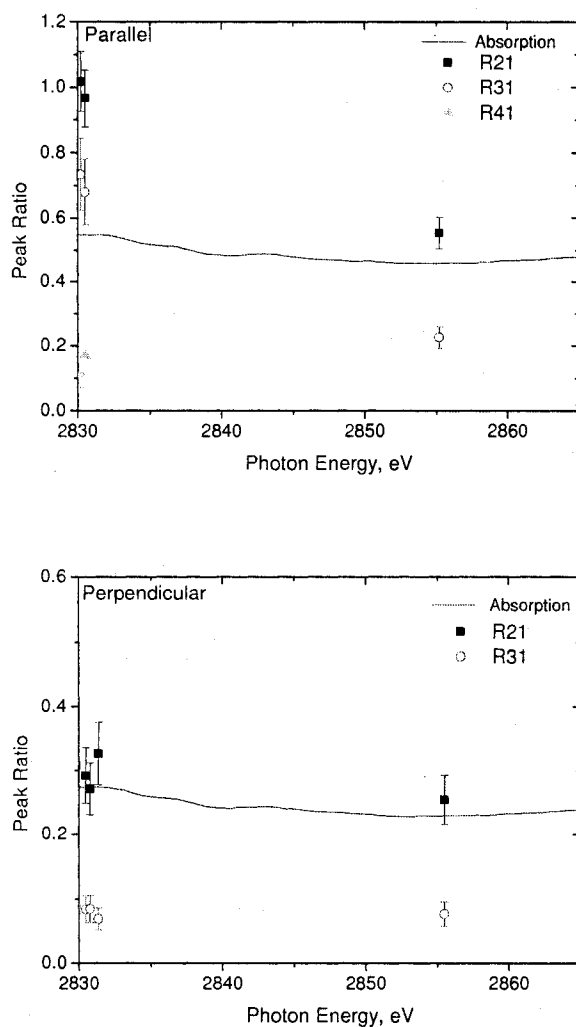 1.2
Parallel
Absorption
R21
1.0
R31
R41
0.8
Peak Ratio
0.6
0.4
0.2
0.0
2830 2840 2850 2860
Photon Energy, eV
0.6
Perpendicular
Absorption
R21
R31
0.4
Peak Ratio
0.2
0.0
2830 2840 2850 2860
Photon Energy, eV